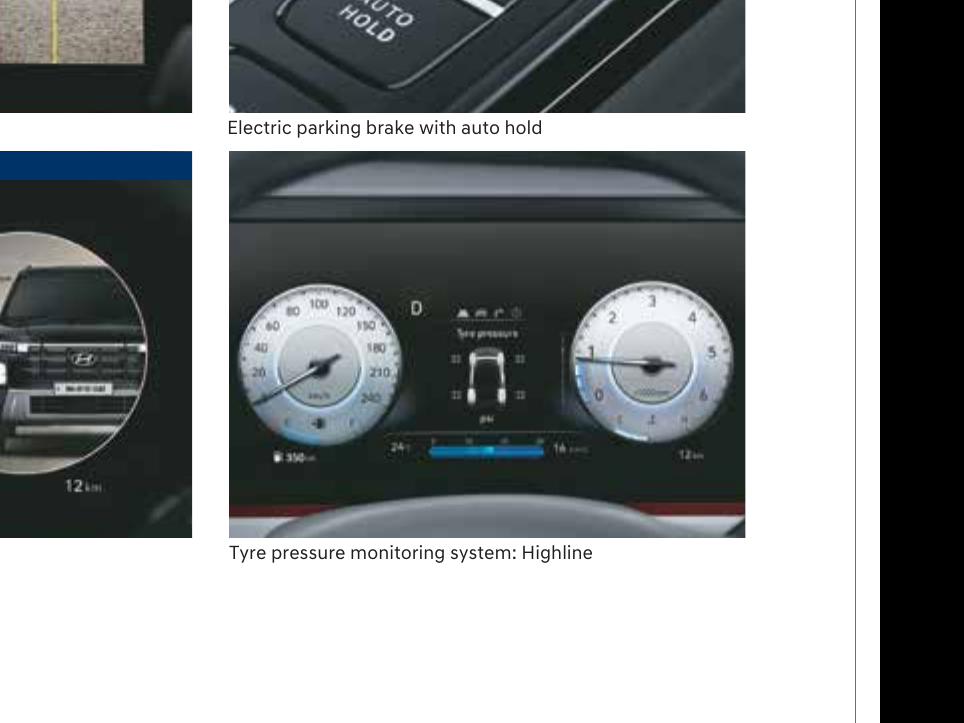 AUTO
HOLD
Electric parking brake with auto hold
12 km
20
40
60
80
100
120
150
180
210
240
km/h
E
F
350 km
D
Tyre pressure
psi
24°
16 km/l
0
1
2
3
4
5
6
C
H
12 km
Tyre pressure monitoring system: Highline